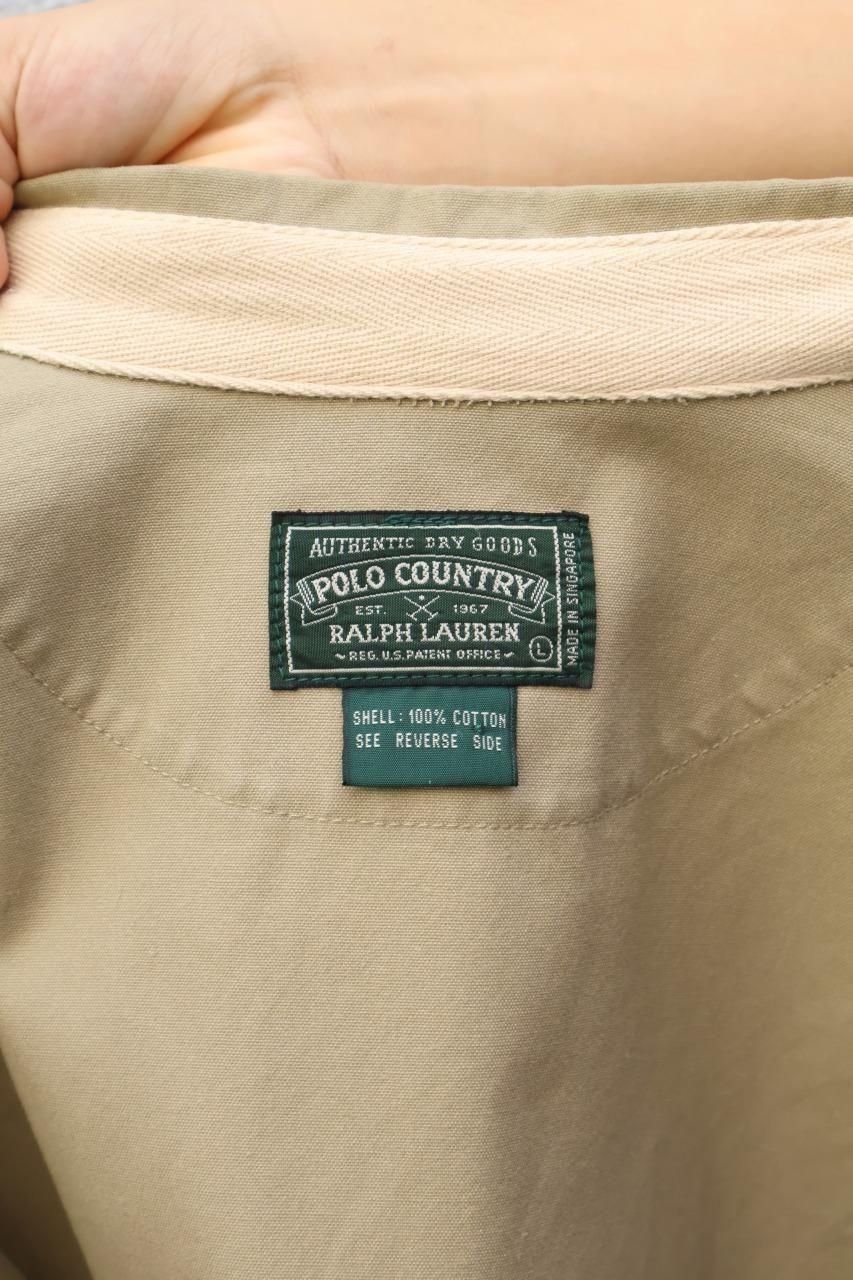 AUTHENTIC DRY GOODS
POLO COUNTRY
EST. 1967
RALPH LAUREN
~REG. U.S. PATENT OFFICE~
L
MADE IN SINGAPORE
SHELL: 100% COTTON
SEE REVERSE SIDE